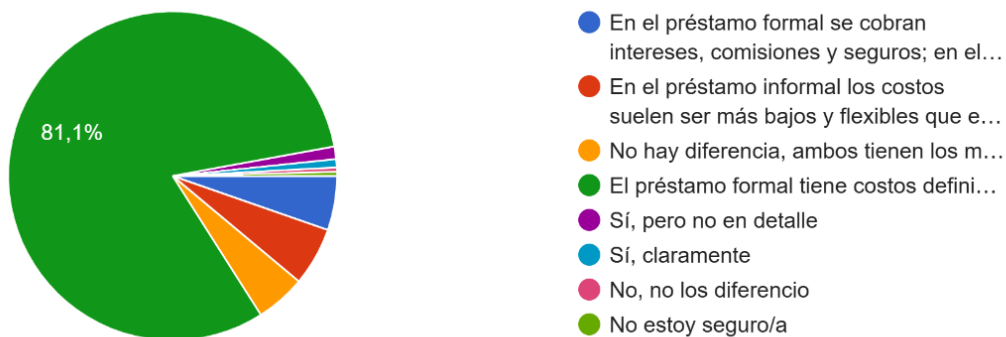 81,1%
En el préstamo formal se cobran
intereses, comisiones y seguros; en el…
En el préstamo informal los costos
suelen ser más bajos y flexibles que e…
No hay diferencia, ambos tienen los m…
El préstamo formal tiene costos defini…
Sí, pero no en detalle
Sí, claramente
No, no los diferencio
No estoy seguro/a